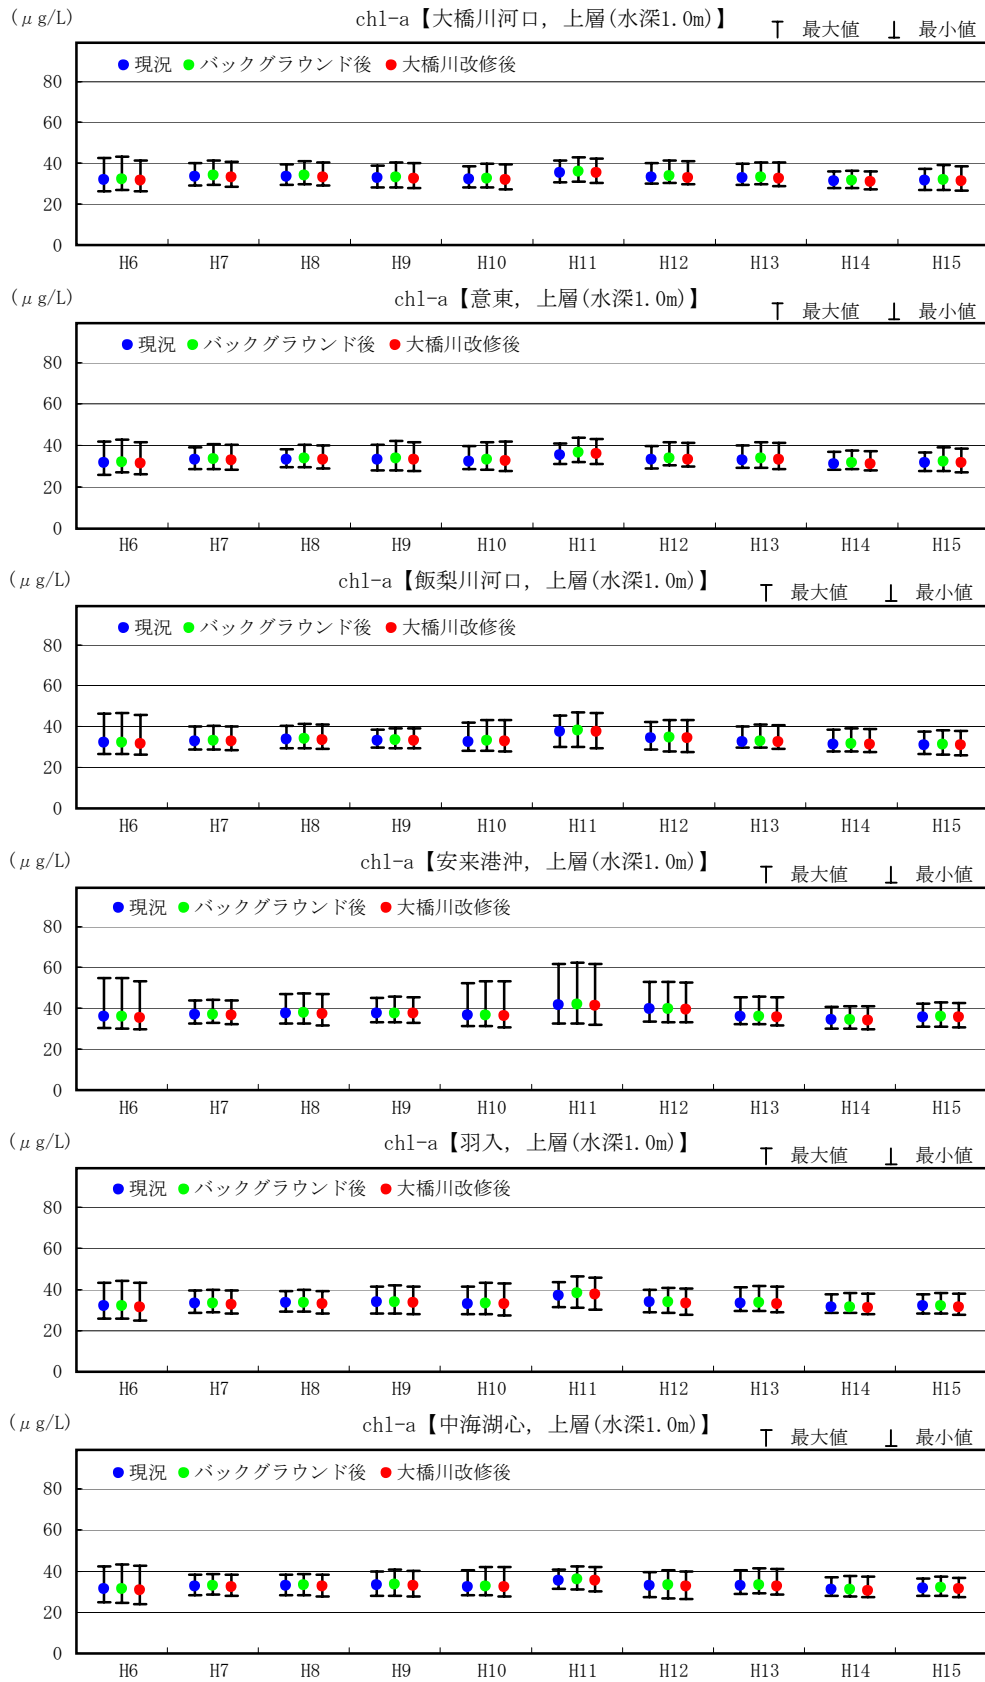 (μg/L) chl-a【大橋川河口, 上層(水深1.0m)】 最大値 最小値
現況 バックグラウンド後 大橋川改修後
80
60
40
20
0
H6 H7 H8 H9 H10 H11 H12 H13 H14 H15
(μg/L) chl-a【意東, 上層(水深1.0m)】 最大値 最小値
現況 バックグラウンド後 大橋川改修後
80
60
40
20
0
H6 H7 H8 H9 H10 H11 H12 H13 H14 H15
(μg/L) chl-a【飯梨川河口, 上層(水深1.0m)】 最大値 最小値
現況 バックグラウンド後 大橋川改修後
80
60
40
20
0
H6 H7 H8 H9 H10 H11 H12 H13 H14 H15
(μg/L) chl-a【安来港沖, 上層(水深1.0m)】 最大値 最小値
現況 バックグラウンド後 大橋川改修後
80
60
40
20
0
H6 H7 H8 H9 H10 H11 H12 H13 H14 H15
(μg/L) chl-a【羽入, 上層(水深1.0m)】 最大値 最小値
現況 バックグラウンド後 大橋川改修後
80
60
40
20
0
H6 H7 H8 H9 H10 H11 H12 H13 H14 H15
(μg/L) chl-a【中海湖心, 上層(水深1.0m)】 最大値 最小値
現況 バックグラウンド後 大橋川改修後
80
60
40
20
0
H6 H7 H8 H9 H10 H11 H12 H13 H14 H15